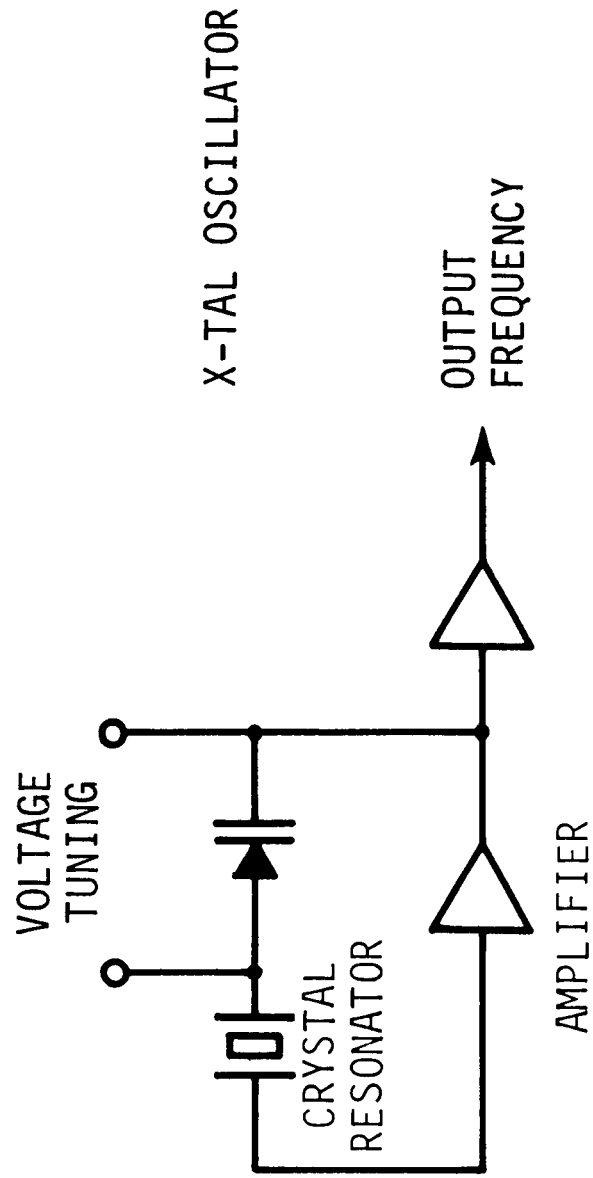 X-TAL OSCILLATOR
VOLTAGE
TUNING
CRYSTAL
RESONATOR
AMPLIFIER
OUTPUT
FREQUENCY